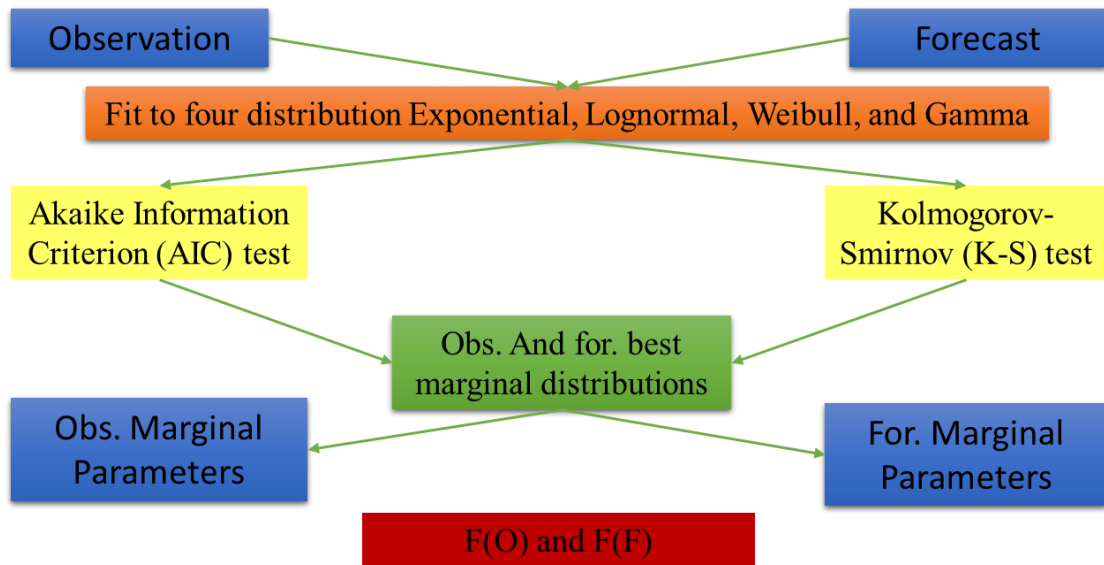 Observation
Forecast
Fit to four distribution Exponential, Lognormal, Weibull, and Gamma
Akaike Information
Criterion (AIC) test
Kolmogorov-
Smirnov (K-S) test
Obs. And for. best
marginal distributions
Obs. Marginal
Parameters
For. Marginal
Parameters
F(O) and F(F)